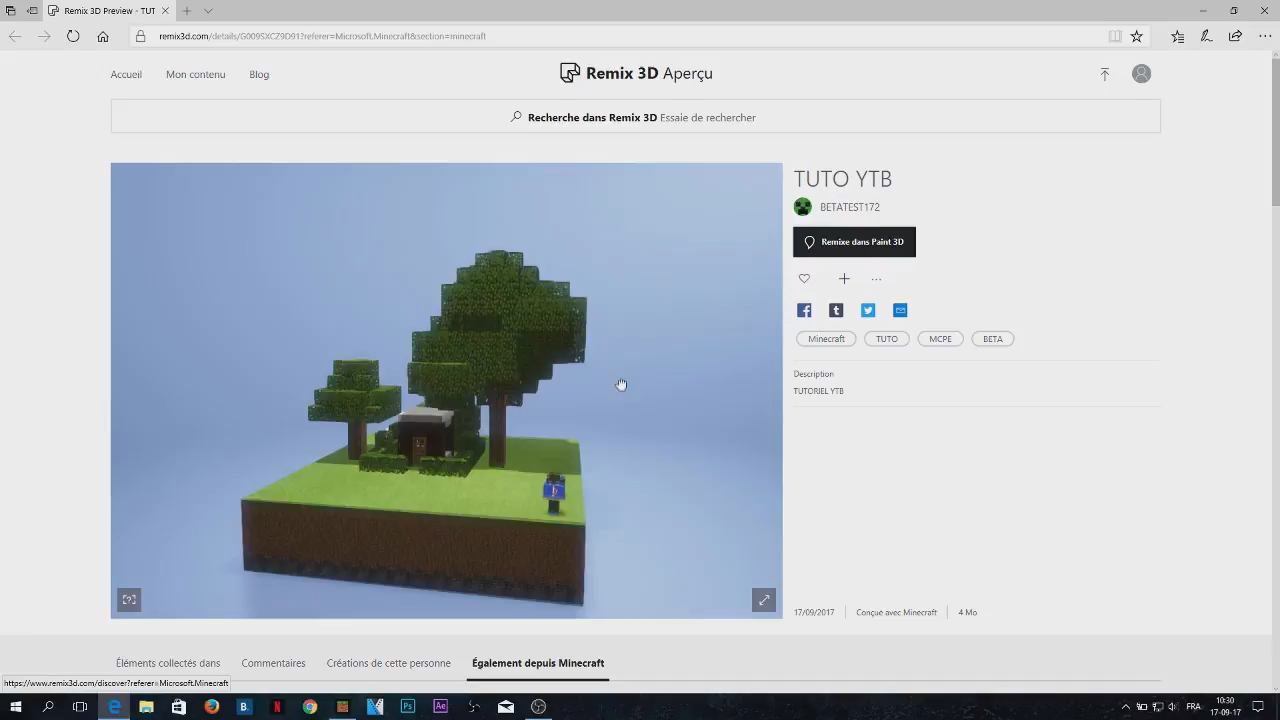 Remix 3D Preview - TUT
remix3d.com/details/G009SXCZ9D91?referer=Microsoft.Minecraft&section=minecraft
Accueil
Mon contenu
Blog
Remix 3D Aperçu
Recherche dans Remix 3D Essaie de rechercher
TUTO YTB
BETATEST172
Remixe dans Paint 3D
Minecraft
TUTO
MCPE
BETA
Description
TUTORIEL YTB
17/09/2017
Conçue avec Minecraft
4 Mo
Éléments collectés dans
Commentaires
Créations de cette personne
Également depuis Minecraft
https://www.remix3d.com/discover?referer=Microsoft.Minecraft
FRA
10:30
17-09-17